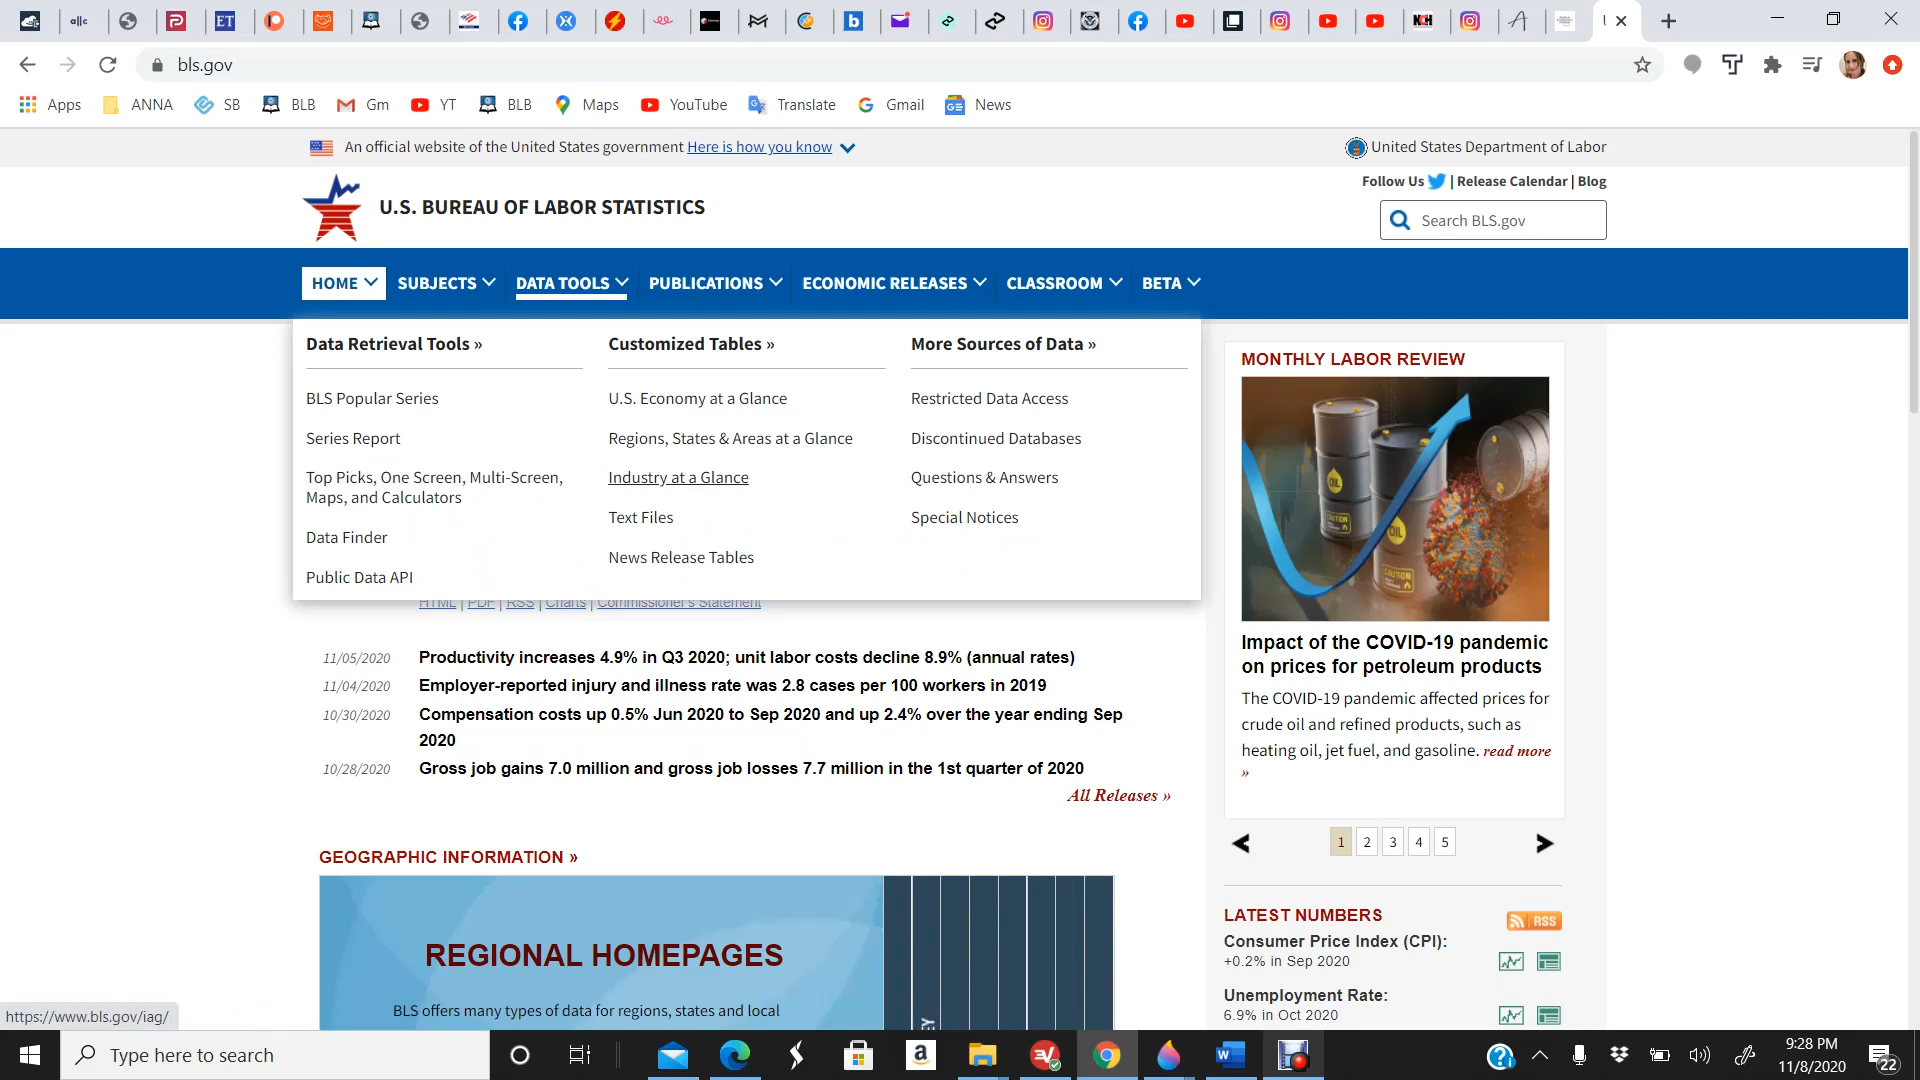 allc
ET
b
KCH
bls.gov
Apps ANNA SB BLB Gm YT BLB Maps YouTube Translate Gmail News
An official website of the United States government Here is how you know
United States Department of Labor
Follow Us | Release Calendar | Blog
U.S. BUREAU OF LABOR STATISTICS
Search BLS.gov
HOME SUBJECTS DATA TOOLS PUBLICATIONS ECONOMIC RELEASES CLASSROOM BETA
Data Retrieval Tools »
BLS Popular Series
Series Report
Top Picks, One Screen, Multi-Screen,
Maps, and Calculators
Data Finder
Public Data API
Customized Tables »
U.S. Economy at a Glance
Regions, States & Areas at a Glance
Industry at a Glance
Text Files
News Release Tables
More Sources of Data »
Restricted Data Access
Discontinued Databases
Questions & Answers
Special Notices
HTML | PDF | RSS | Charts | Commissioner's Statement
11/05/2020 Productivity increases 4.9% in Q3 2020; unit labor costs decline 8.9% (annual rates)
11/04/2020 Employer-reported injury and illness rate was 2.8 cases per 100 workers in 2019
10/30/2020 Compensation costs up 0.5% Jun 2020 to Sep 2020 and up 2.4% over the year ending Sep
2020
10/28/2020 Gross job gains 7.0 million and gross job losses 7.7 million in the 1st quarter of 2020
All Releases »
GEOGRAPHIC INFORMATION »
REGIONAL HOMEPAGES
BLS offers many types of data for regions, states and local
MONTHLY LABOR REVIEW
OIL
CAUTION
OIL
CAUTION
Impact of the COVID-19 pandemic
on prices for petroleum products
The COVID-19 pandemic affected prices for
crude oil and refined products, such as
heating oil, jet fuel, and gasoline. read more
»
1 2 3 4 5
LATEST NUMBERS
RSS
Consumer Price Index (CPI):
+0.2% in Sep 2020
Unemployment Rate:
6.9% in Oct 2020
https://www.bls.gov/iag/
Type here to search
9:28 PM
11/8/2020
22